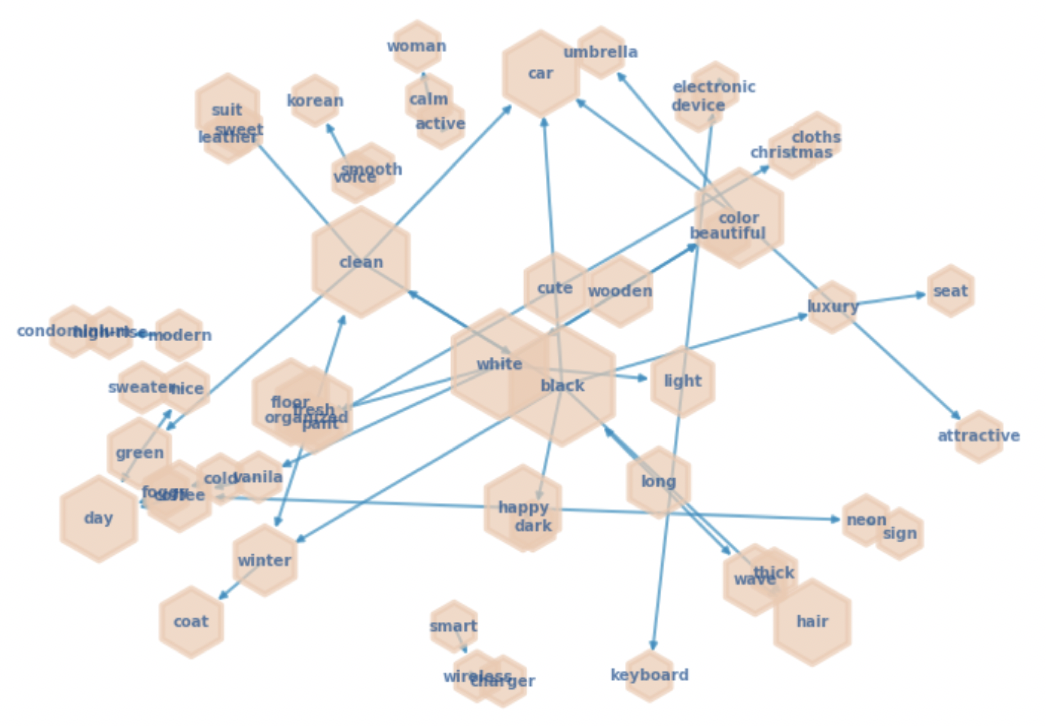 woman
car
umbrella
electronic
device
suit
korean
calm
sweet
leather
active
cloths
christmas
smooth
voice
color
beautiful
clean
cute
wooden
seat
luxury
condominium
high-rise
modern
white
sweater
nice
black
light
floor
fresh
organized
pant
green
attractive
cold
vanila
long
foggy
coffee
day
happy
dark
neon
sign
winter
wave
thick
coat
smart
hair
wireless
charger
keyboard